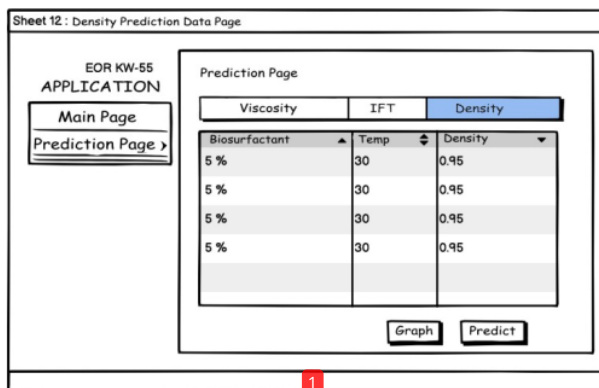 Sheet 12 : Density Prediction Data Page
EOR KW-55
APPLICATION
Main Page
Prediction Page ›
Prediction Page
Viscosity IFT Density
Biosurfactant Temp Density
5 % 30 0.95
5 % 30 0.95
5 % 30 0.95
5 % 30 0.95
Graph Predict
1